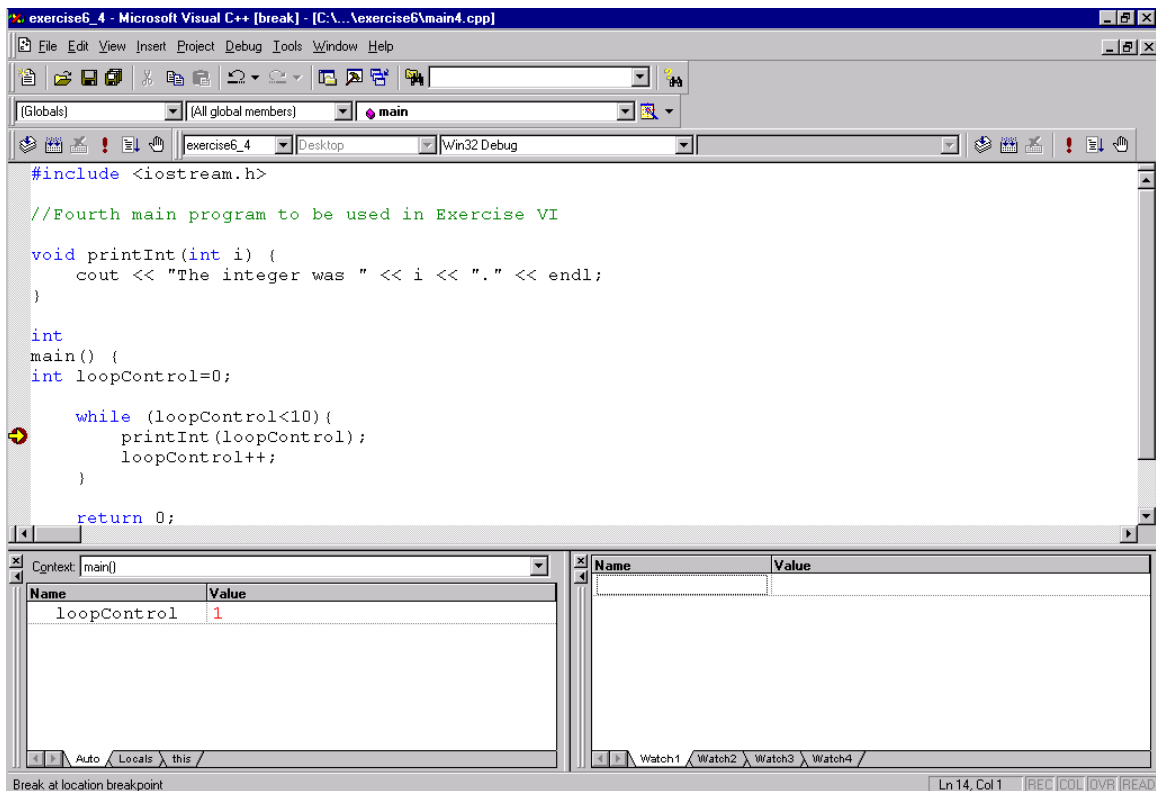 exercise6_4 - Microsoft Visual C++ [break] - [C:\...\exercise6\main4.cpp]
File Edit View Insert Project Debug Tools Window Help
(Globals) (All global members) main
exercise6_4 Desktop Win32 Debug
#include <iostream.h>
//Fourth main program to be used in Exercise VI
void printInt(int i) {
cout << "The integer was " << i << "." << endl;
}
int
main() {
int loopControl=0;
while (loopControl<10){
printInt(loopControl);
loopControl++;
}
return 0;
Context: main()
Name Value
loopControl 1
Auto Locals this
Name Value
Watch1 Watch2 Watch3 Watch4
Break at location breakpoint
Ln 14, Col 1 REC COL OVR READ